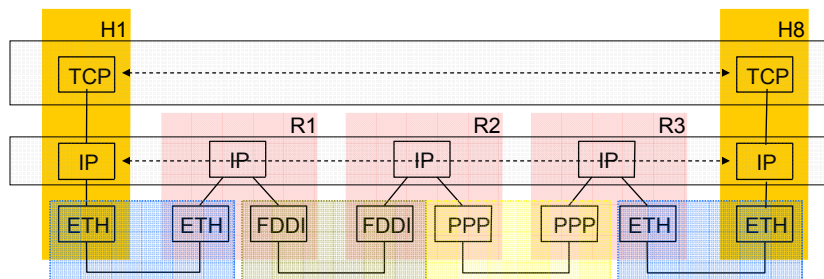 H1 H8
TCP TCP
R1 R2 R3
IP IP IP IP IP
ETH ETH FDDI FDDI PPP PPP ETH ETH